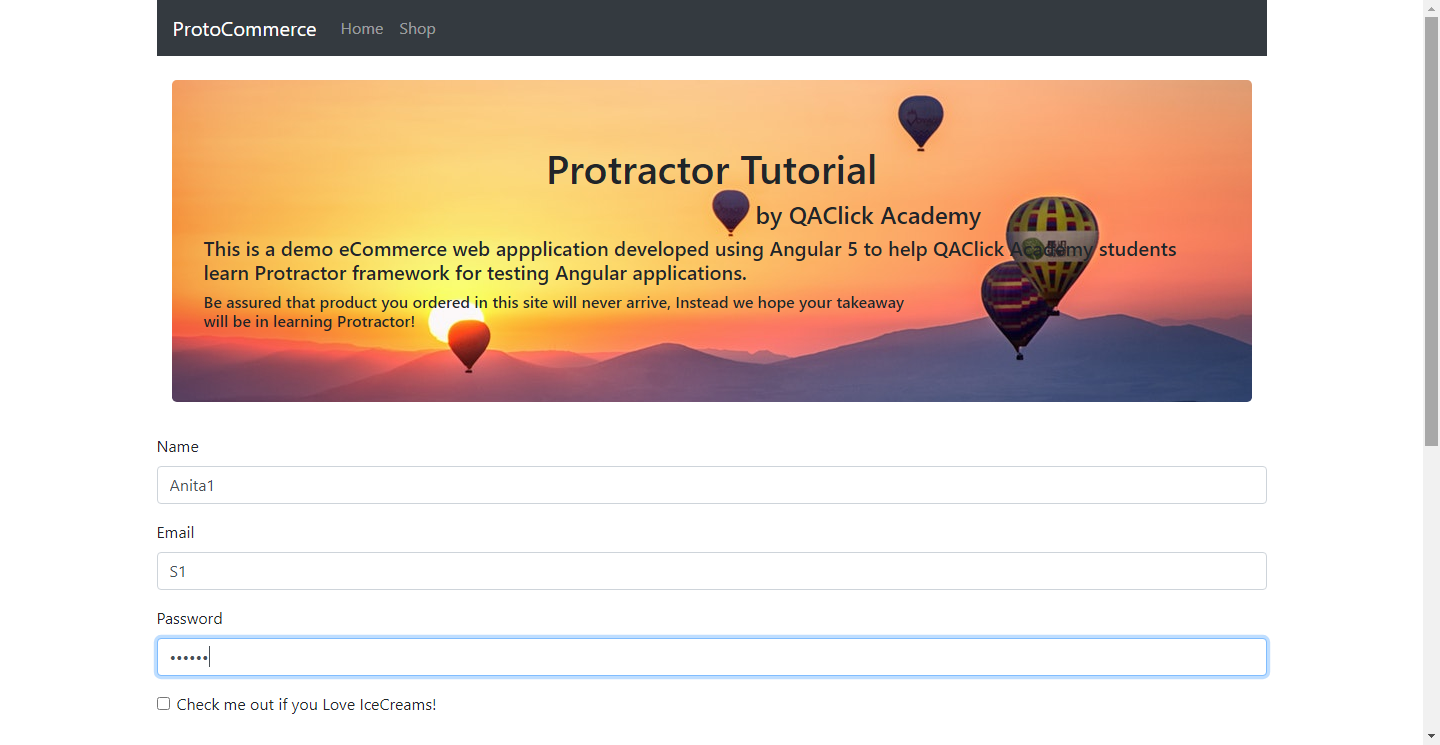 ProtoCommerce Home Shop
Protractor Tutorial
by QAClick Academy
This is a demo eCommerce web appplication developed using Angular 5 to help QAClick Academy students
learn Protractor framework for testing Angular applications.
Be assured that product you ordered in this site will never arrive, Instead we hope your takeaway
will be in learning Protractor!
Name
Anita1
Email
S1
Password
••••••
Check me out if you Love IceCreams!